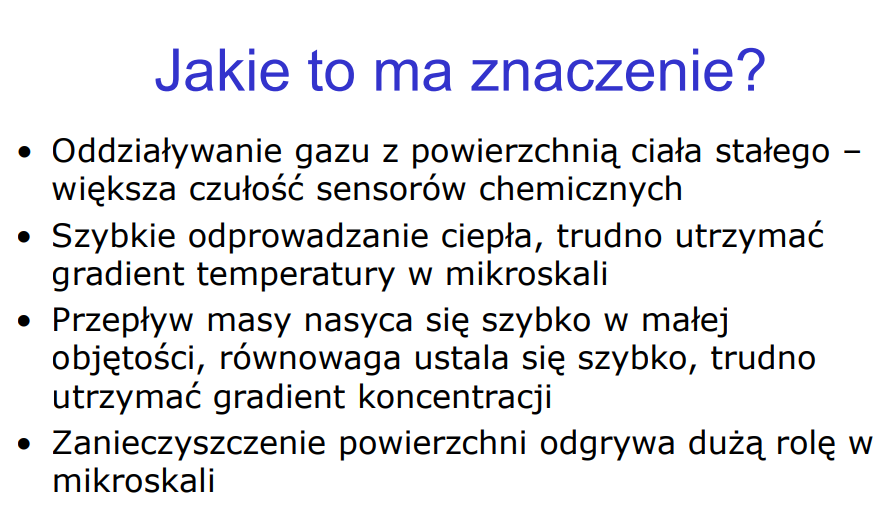 Jakie to ma znaczenie?
• Oddziaływanie gazu z powierzchnią ciała stałego –
większa czułość sensorów chemicznych
• Szybkie odprowadzanie ciepła, trudno utrzymać
gradient temperatury w mikroskali
• Przepływ masy nasyca się szybko w małej
objętości, równowaga ustala się szybko, trudno
utrzymać gradient koncentracji
• Zanieczyszczenie powierzchni odgrywa dużą rolę w
mikroskali